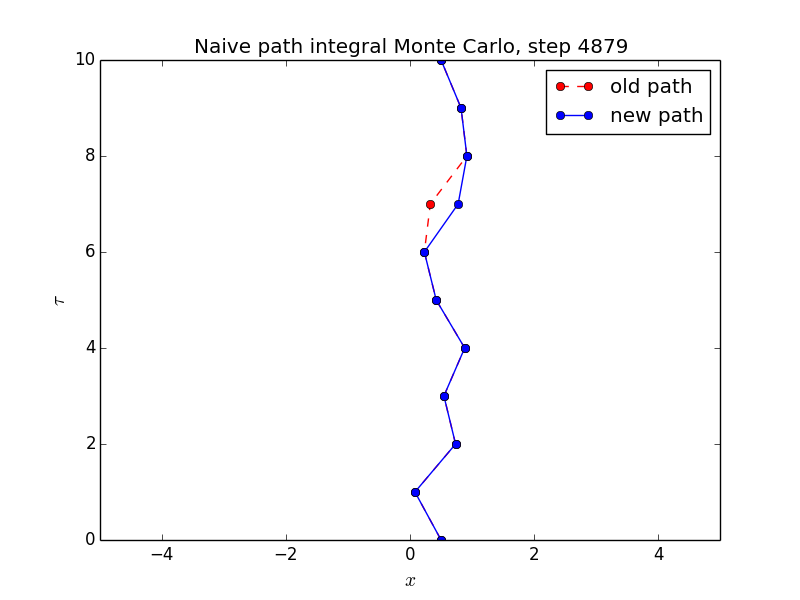 Naive path integral Monte Carlo, step 4879
old path
new path
10
8
6
4
2
0
τ
−4
−2
0
2
4
x